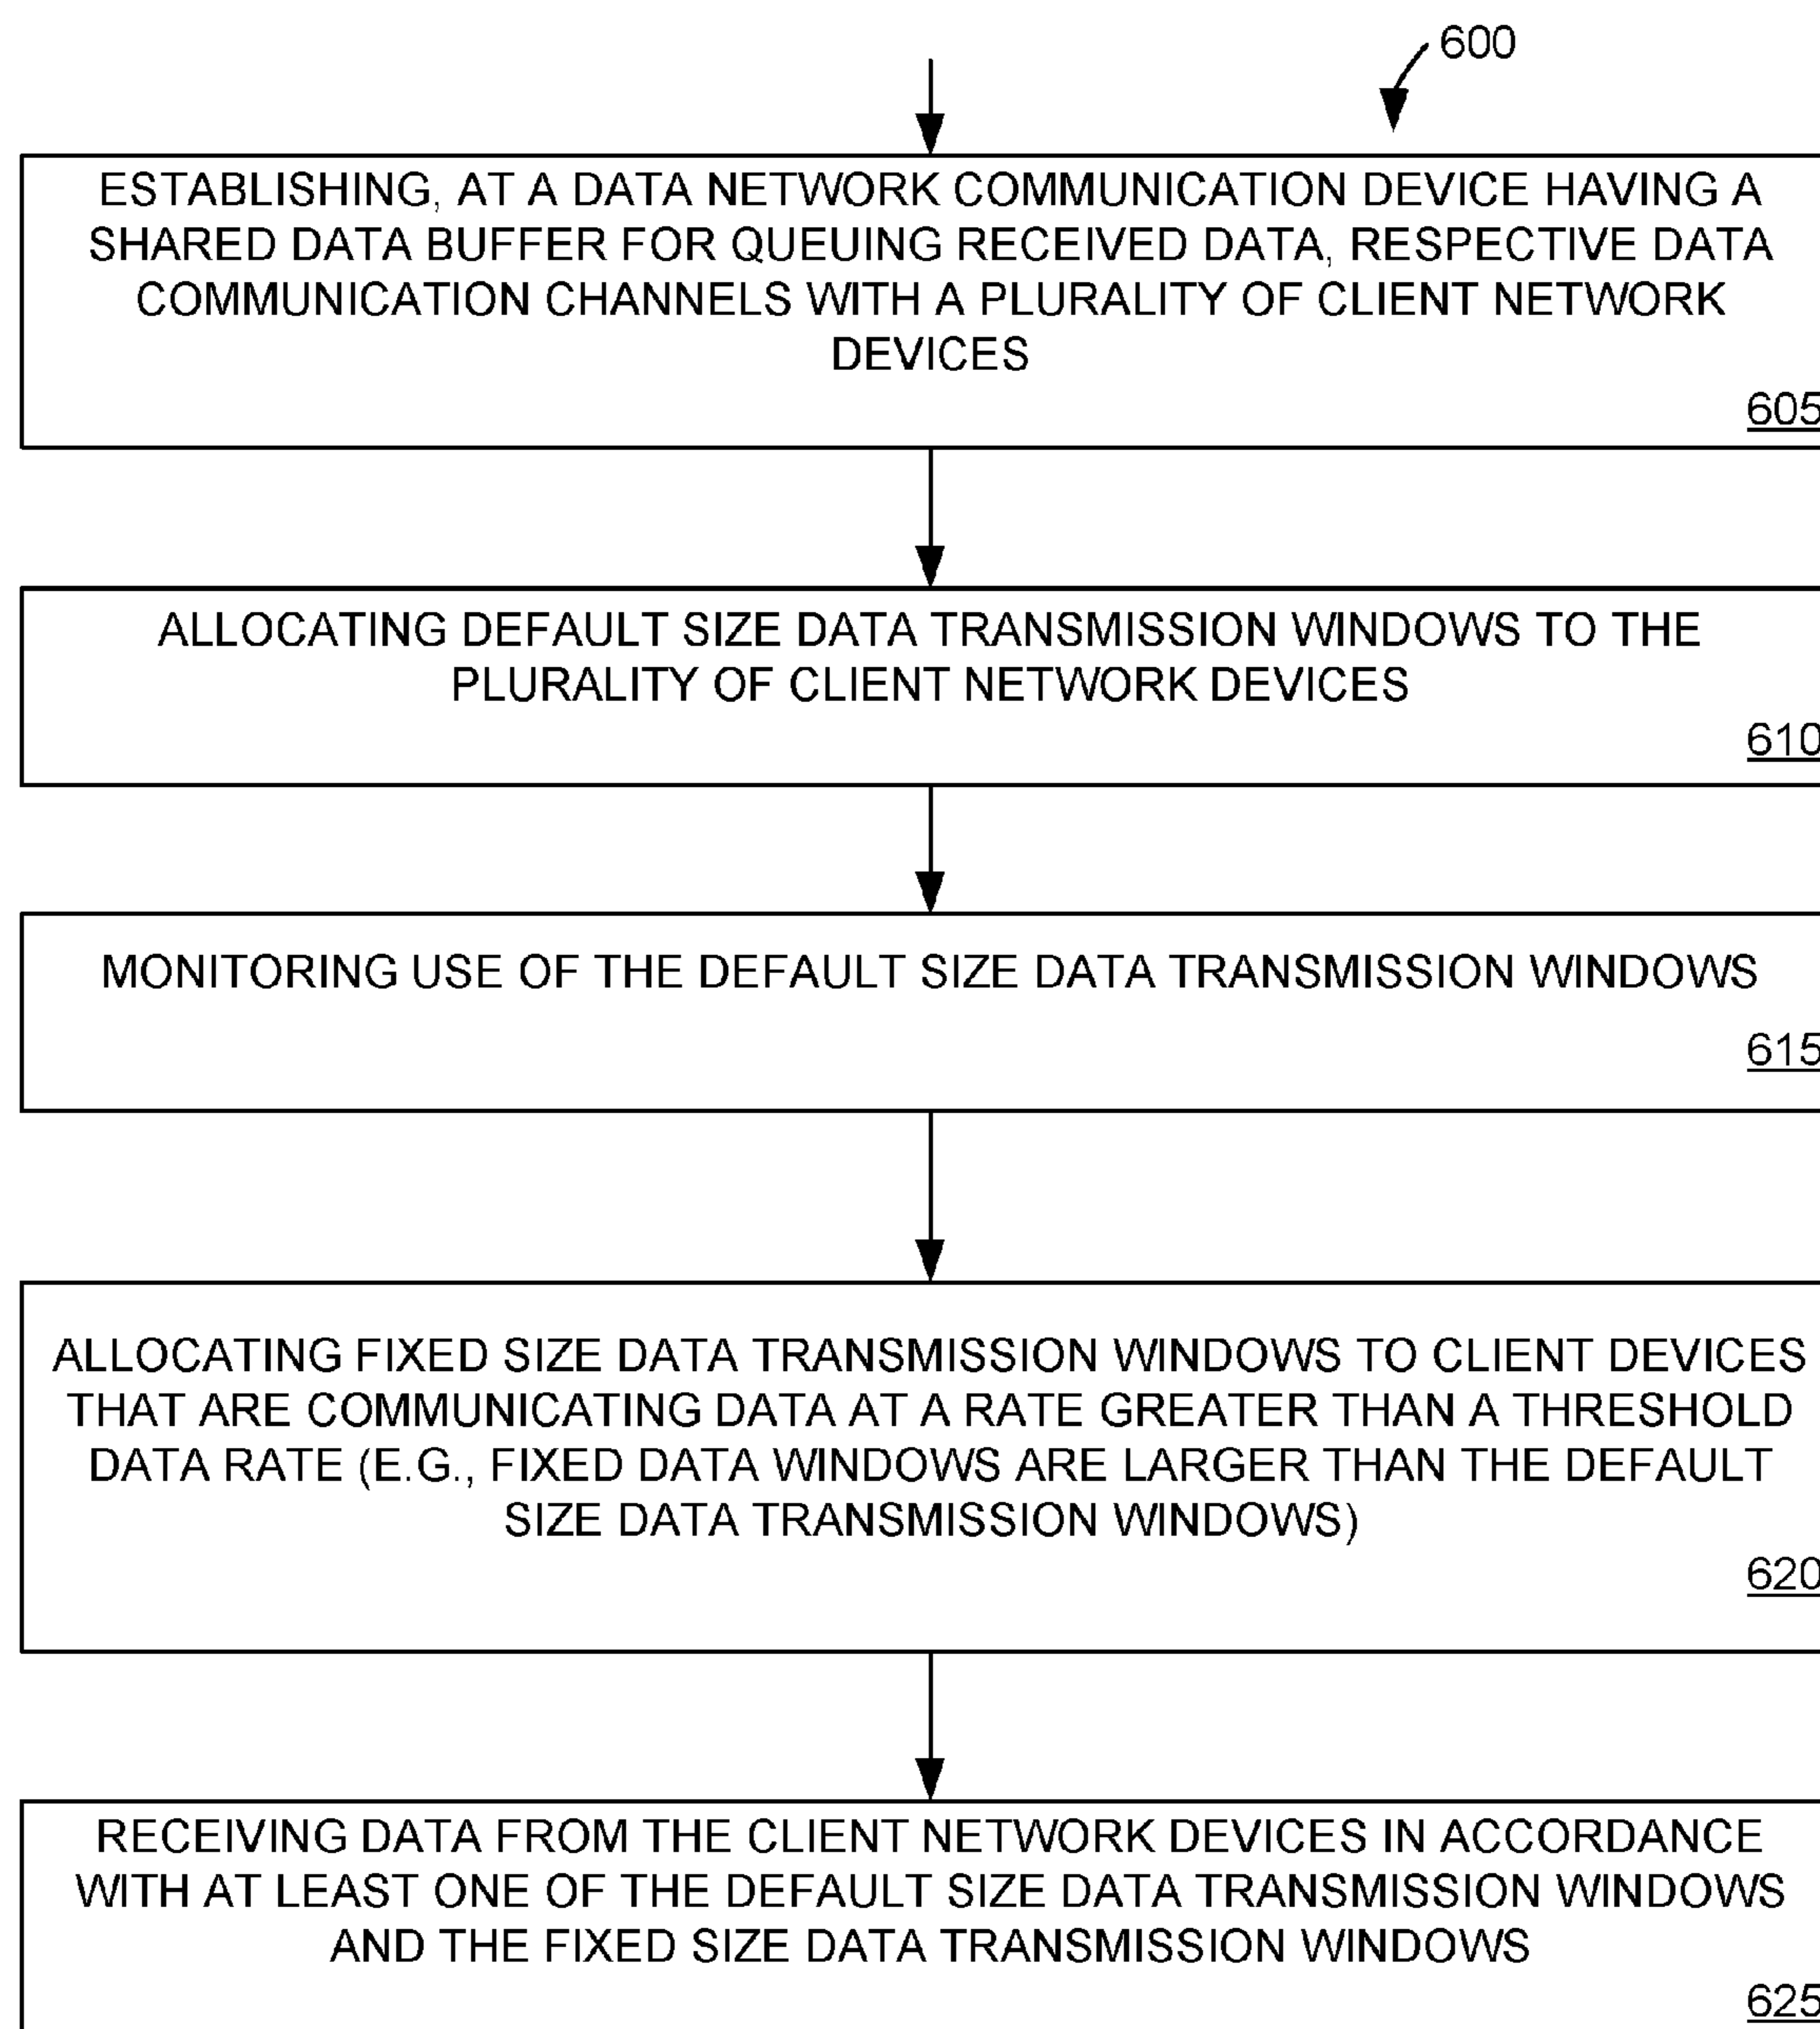 600
ESTABLISHING, AT A DATA NETWORK COMMUNICATION DEVICE HAVING A
SHARED DATA BUFFER FOR QUEUING RECEIVED DATA, RESPECTIVE DATA
COMMUNICATION CHANNELS WITH A PLURALITY OF CLIENT NETWORK
DEVICES
605
ALLOCATING DEFAULT SIZE DATA TRANSMISSION WINDOWS TO THE
PLURALITY OF CLIENT NETWORK DEVICES
610
MONITORING USE OF THE DEFAULT SIZE DATA TRANSMISSION WINDOWS
615
ALLOCATING FIXED SIZE DATA TRANSMISSION WINDOWS TO CLIENT DEVICES
THAT ARE COMMUNICATING DATA AT A RATE GREATER THAN A THRESHOLD
DATA RATE (E.G., FIXED DATA WINDOWS ARE LARGER THAN THE DEFAULT
SIZE DATA TRANSMISSION WINDOWS)
620
RECEIVING DATA FROM THE CLIENT NETWORK DEVICES IN ACCORDANCE
WITH AT LEAST ONE OF THE DEFAULT SIZE DATA TRANSMISSION WINDOWS
AND THE FIXED SIZE DATA TRANSMISSION WINDOWS
625